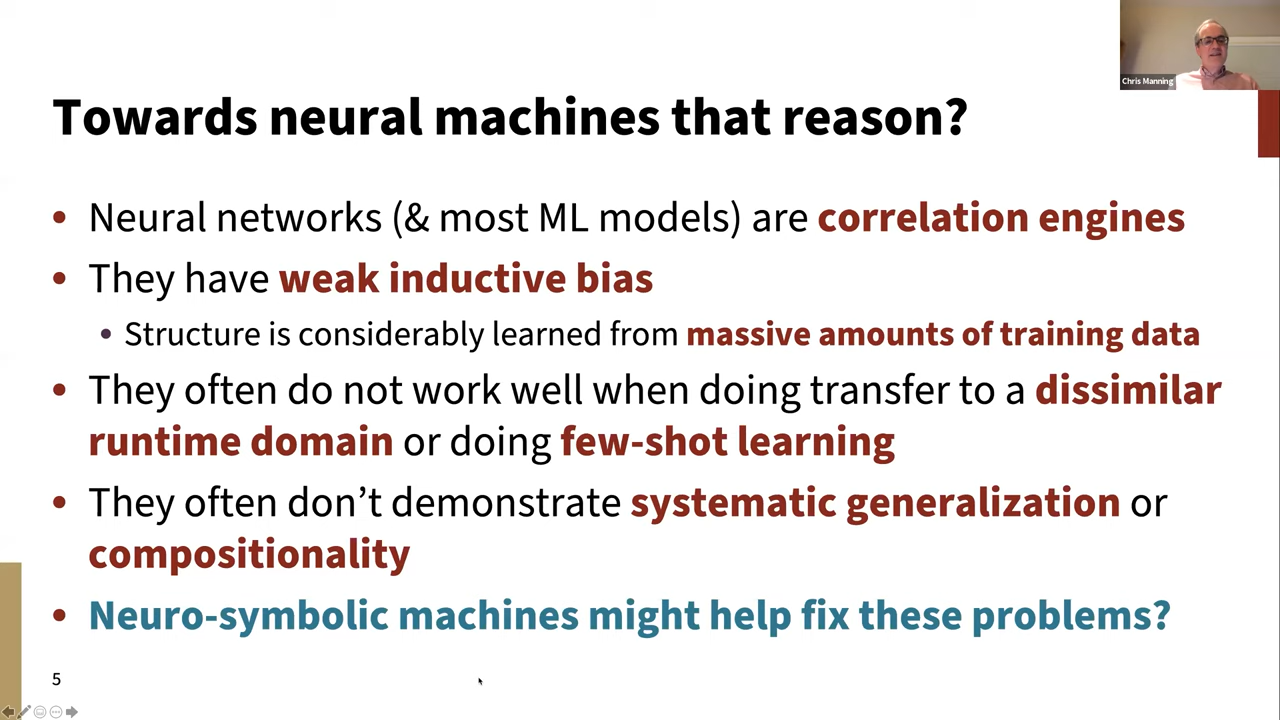 Chris Manning
Towards neural machines that reason?
• Neural networks (& most ML models) are correlation engines
• They have weak inductive bias
• Structure is considerably learned from massive amounts of training data
• They often do not work well when doing transfer to a dissimilar
runtime domain or doing few-shot learning
• They often don’t demonstrate systematic generalization or
compositionality
• Neuro-symbolic machines might help fix these problems?
5